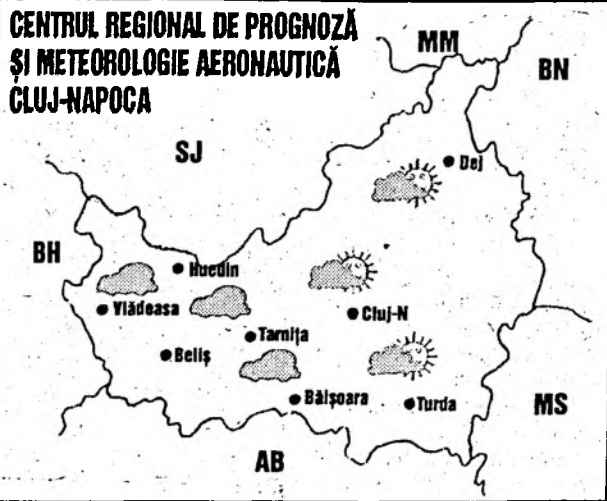 CENTRUL REGIONAL DE PROGNOZĂ
ȘI METEOROLOGIE AERONAUTICĂ
CLUJ-NAPOCA
MM
BN
SJ
Dej
BH
Huedin
Vlădeasa
Cluj-N
Tarnița
Beliș
Băișoara
Turda
MS
AB